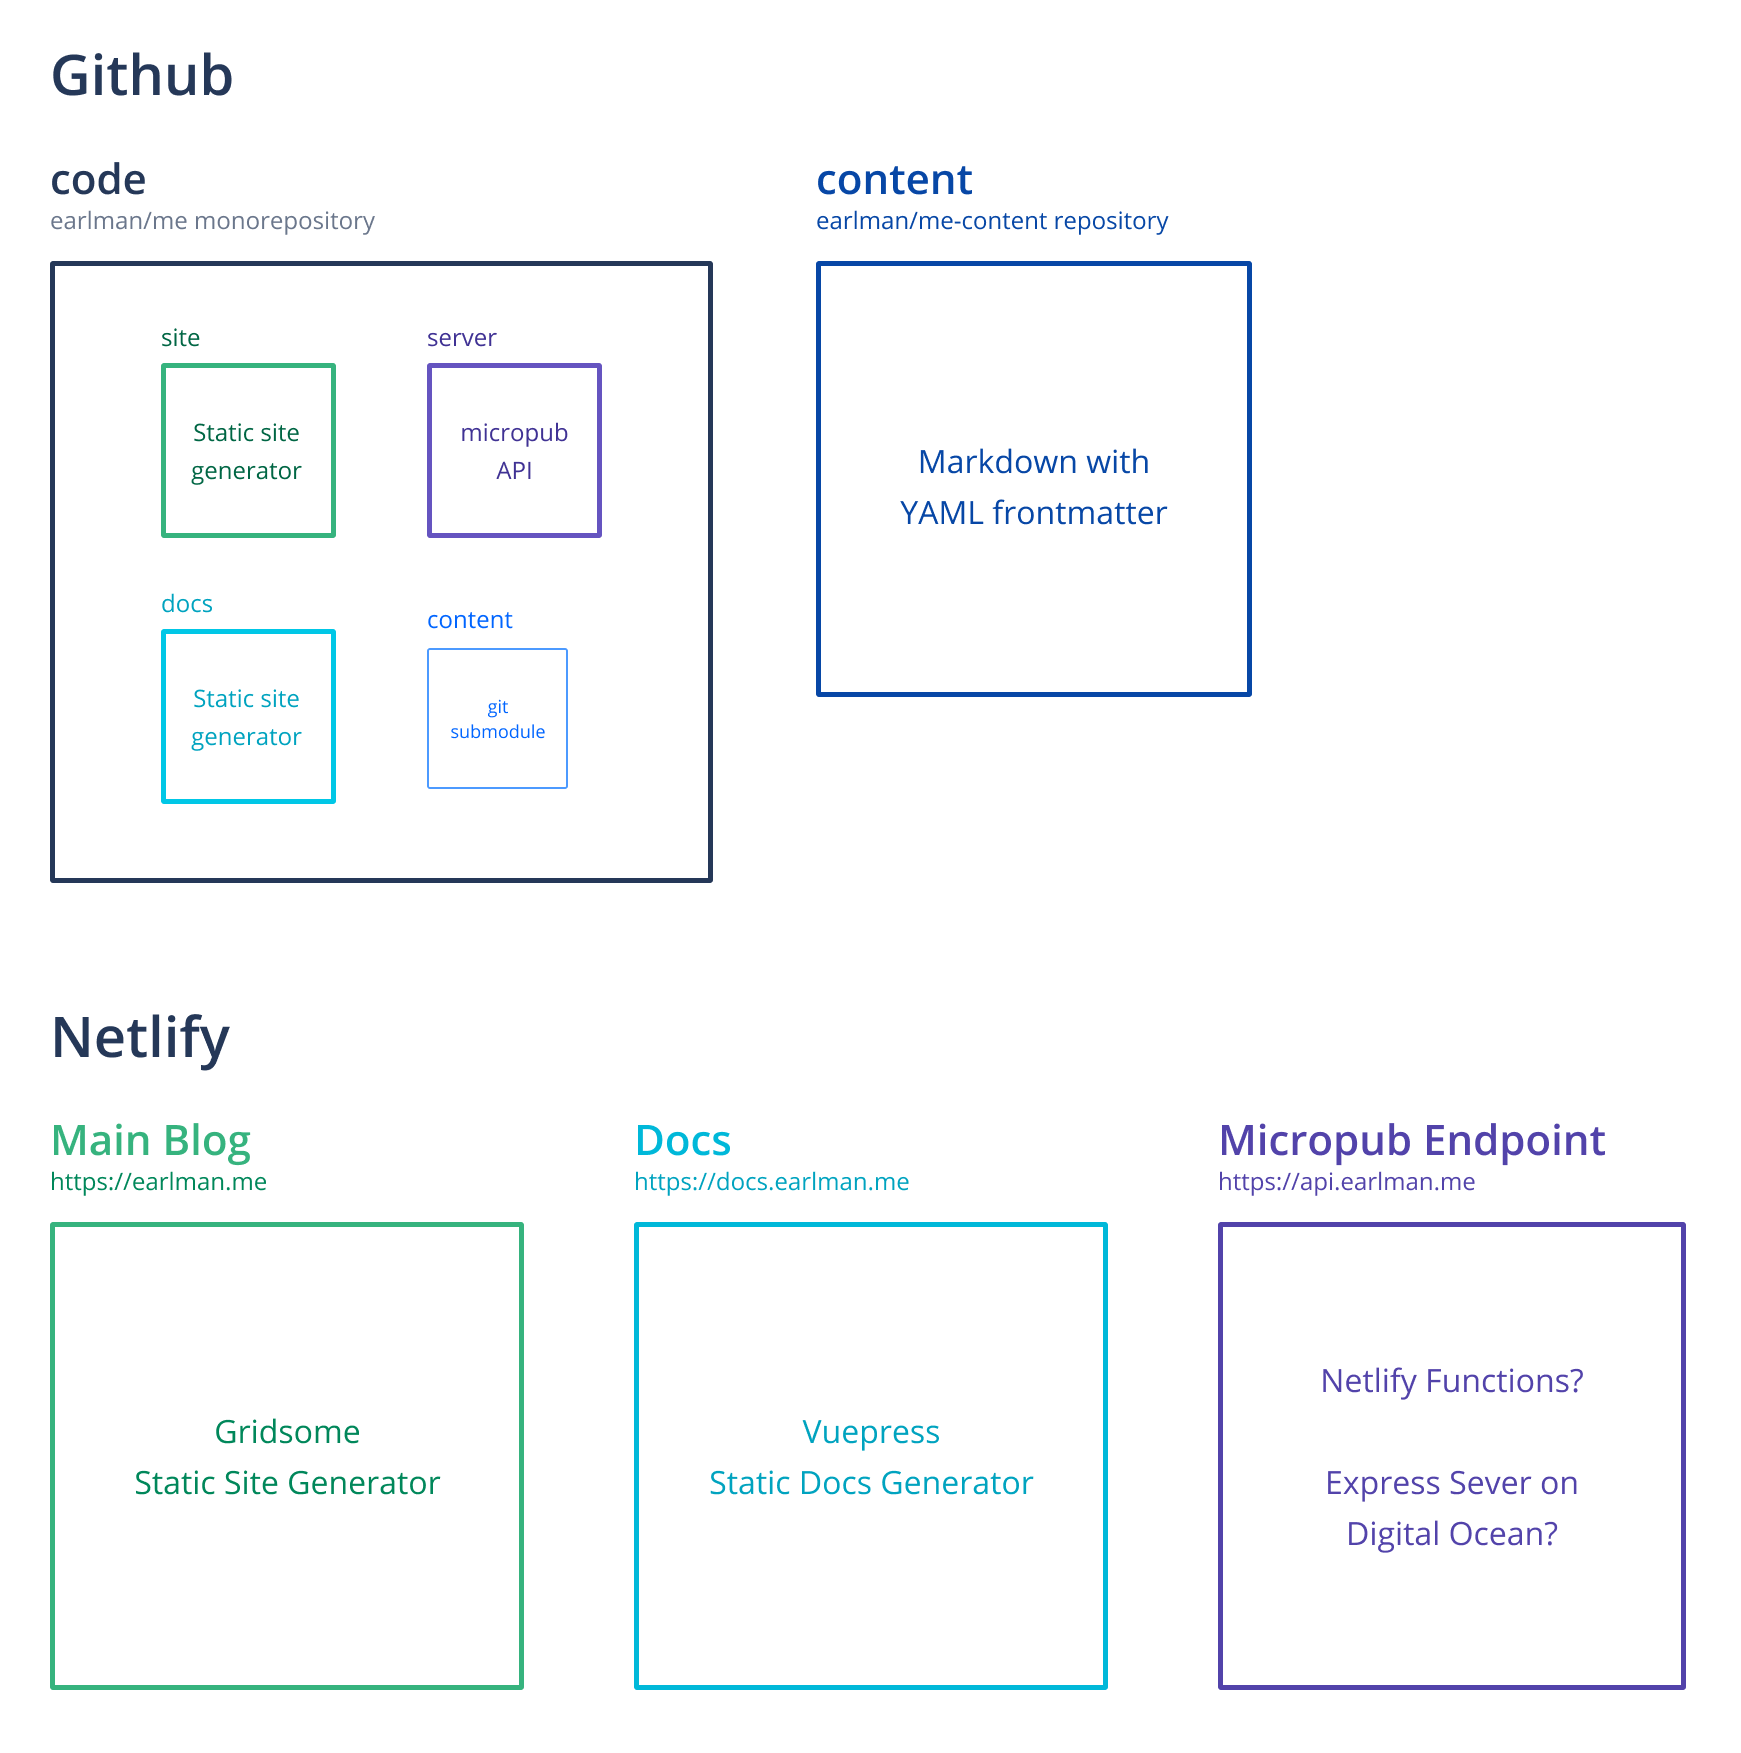 Github
code
earlman/me monorepository
site
Static site
generator
server
micropub
API
docs
Static site
generator
content
git
submodule
content
earlman/me-content repository
Markdown with
YAML frontmatter
Netlify
Main Blog
https://earlman.me
Gridsome
Static Site Generator
Docs
https://docs.earlman.me
Vuepress
Static Docs Generator
Micropub Endpoint
https://api.earlman.me
Netlify Functions?
Express Sever on
Digital Ocean?